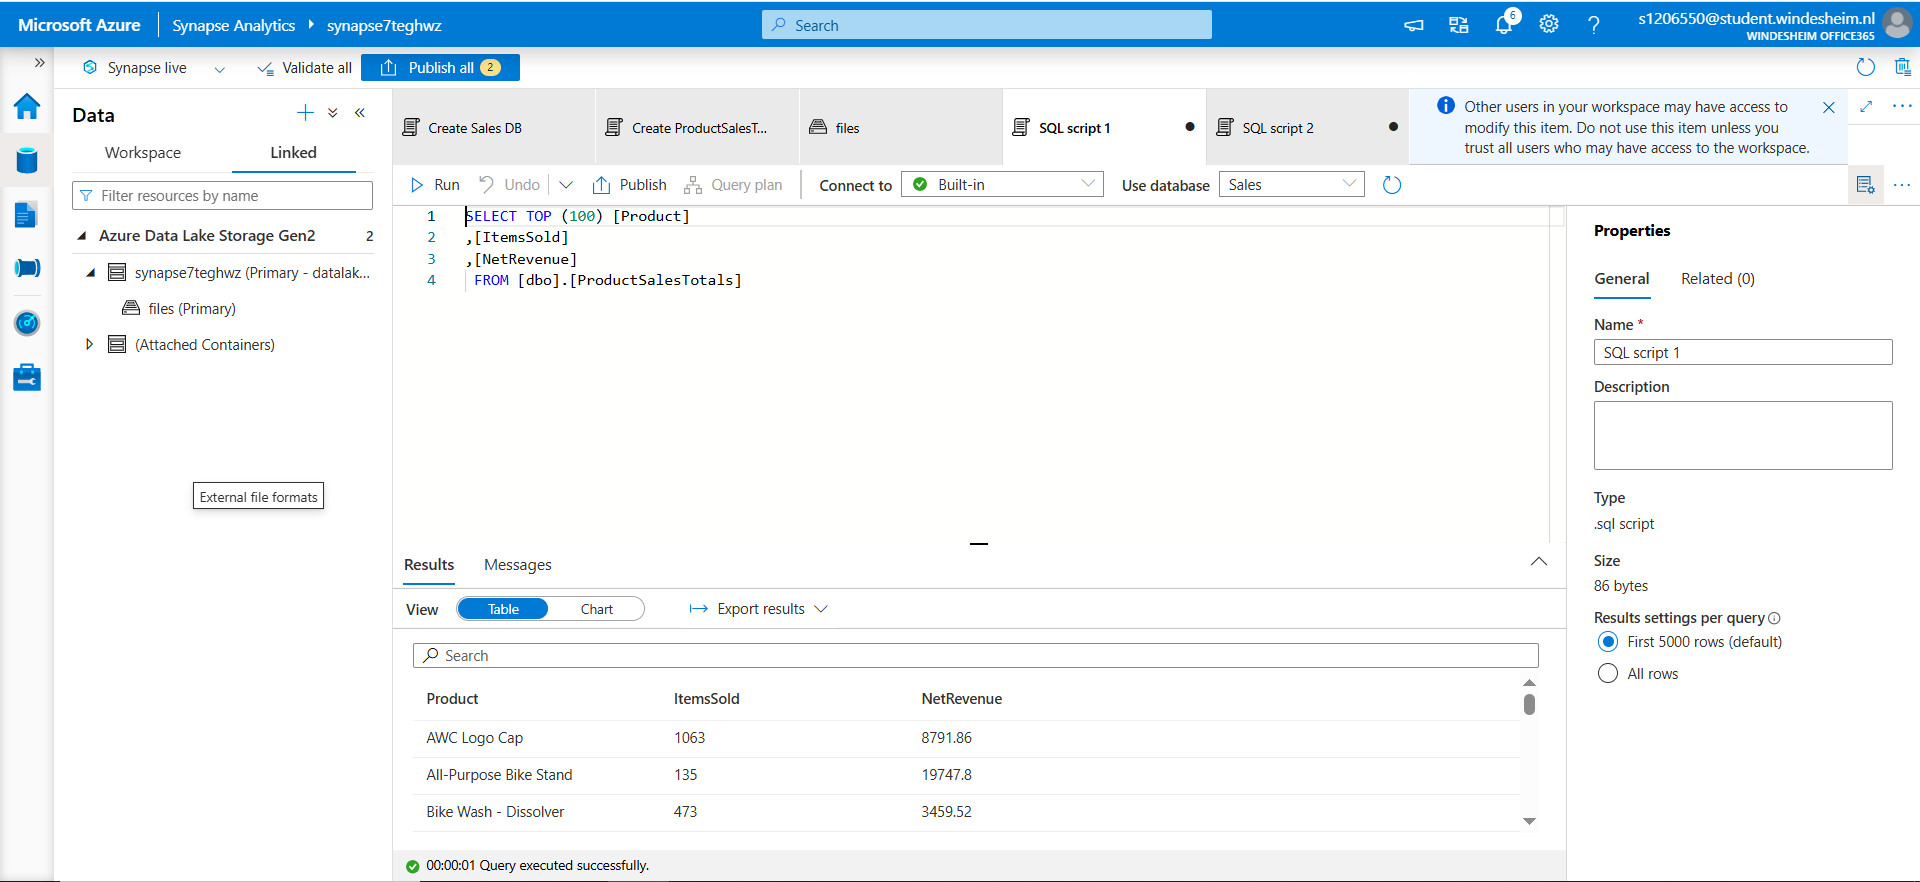 Microsoft Azure
Synapse Analytics
synapse7teghwz
Search
6
s1206550@student.windesheim.nl
WINDESHEIM OFFICE365
Synapse live
Validate all
Publish all 2
Data
Workspace
Linked
Filter resources by name
Azure Data Lake Storage Gen2 2
synapse7teghwz (Primary - datalak...
files (Primary)
(Attached Containers)
External file formats
Create Sales DB
Create ProductSalesT...
files
SQL script 1
SQL script 2
Other users in your workspace may have access to
modify this item. Do not use this item unless you
trust all users who may have access to the workspace.
Run
Undo
Publish
Query plan
Connect to
Built-in
Use database
Sales
1 SELECT TOP (100) [Product]
2 ,[ItemsSold]
3 ,[NetRevenue]
4 FROM [dbo].[ProductSalesTotals]
Results
Messages
View
Table
Chart
Export results
Search
Product ItemsSold NetRevenue
AWC Logo Cap 1063 8791.86
All-Purpose Bike Stand 135 19747.8
Bike Wash - Dissolver 473 3459.52
00:00:01 Query executed successfully.
Properties
General
Related (0)
Name *
SQL script 1
Description
Type
.sql script
Size
86 bytes
Results settings per query
First 5000 rows (default)
All rows